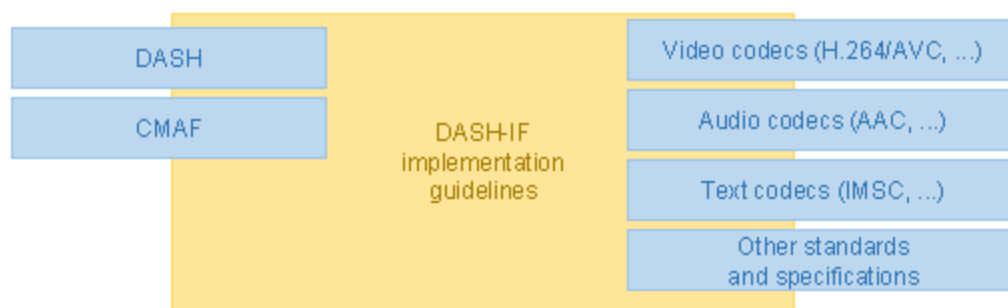 DASH
CMAF
DASH-IF
implementation
guidelines
Video codecs (H.264/AVC, ...)
Audio codecs (AAC, ...)
Text codecs (IMSC, ...)
Other standards
and specifications